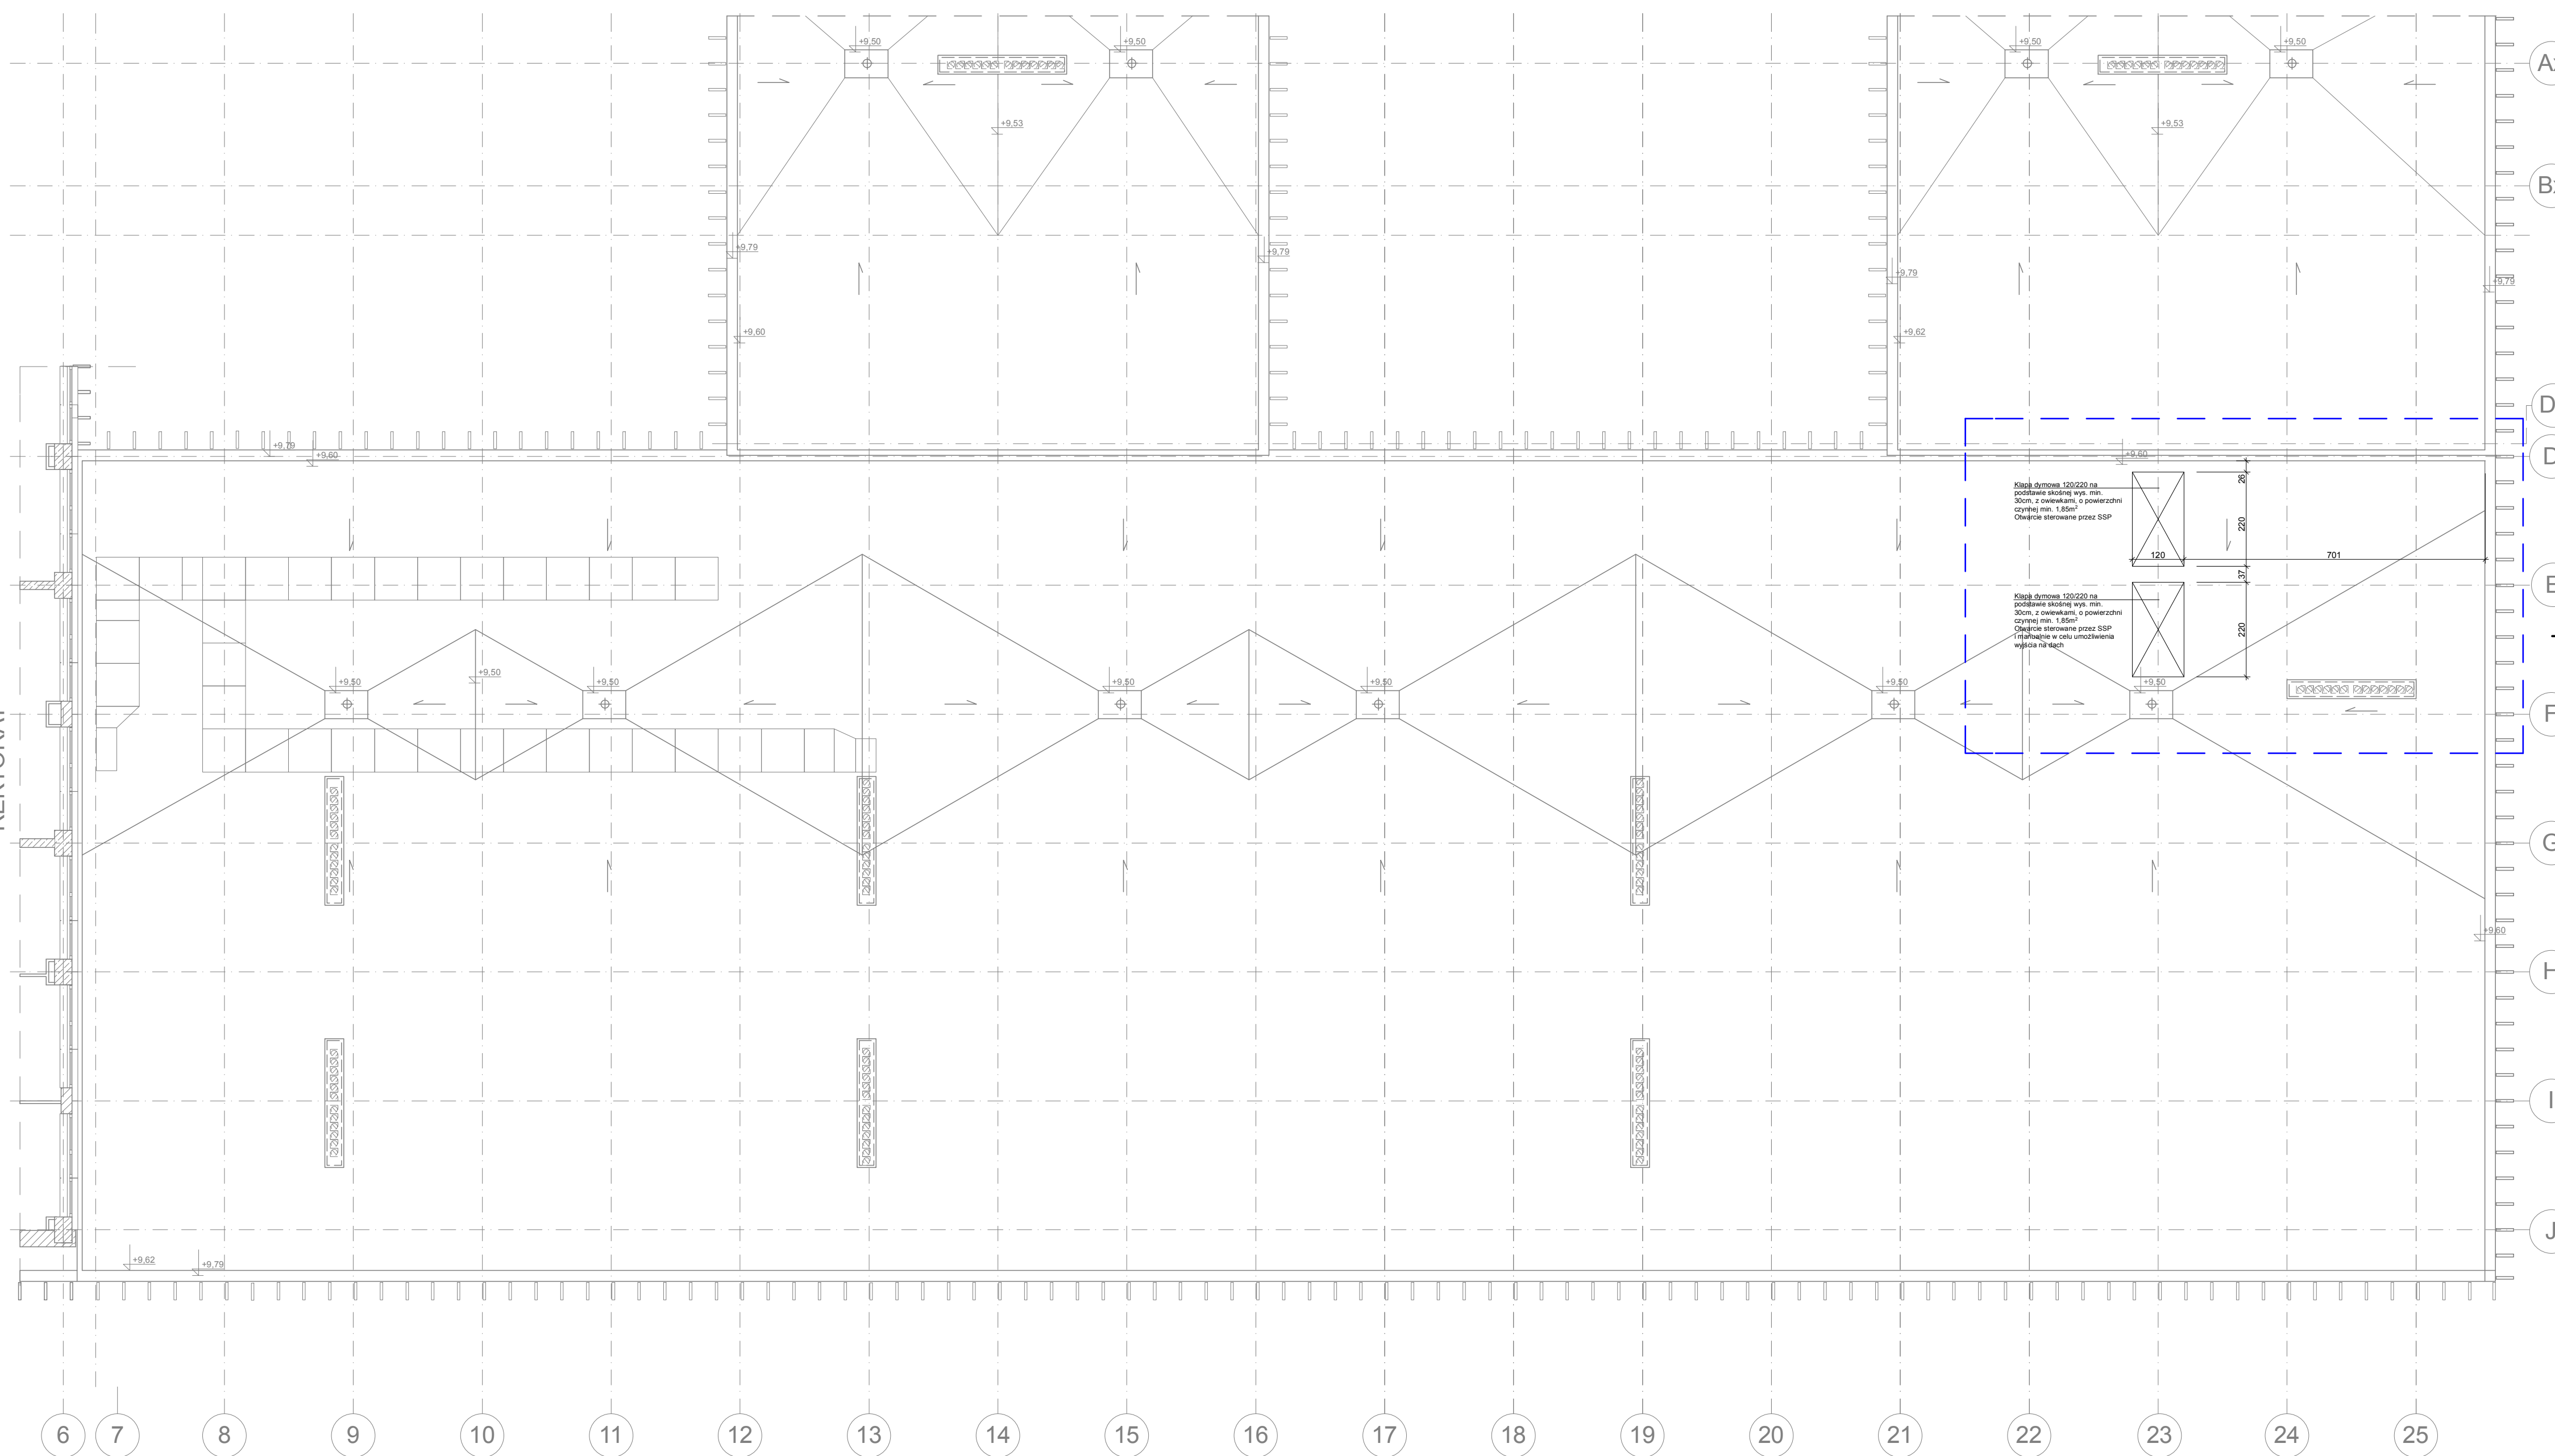 +9,50
+9,50
+9,50
+9,50
+9,53
+9,53
+9,79
+9,79
+9,79
+9,79
+9,60
+9,62
+9,79
+9,60
+9,60
Klapa dymowa 120/220 na
podstawie skośnej wys. min.
30cm, z owiewkami, o powierzchni
czynnej min. 1,85m²
Otwarcie sterowane przez SSP
26
220
120
701
37
Klapa dymowa 120/220 na
podstawie skośnej wys. min.
30cm, z owiewkami, o powierzchni
czynnej min. 1,85m²
Otwarcie sterowane przez SSP
i manualnie w celu umożliwienia
wyjścia na dach
220
+9,50
+9,50
+9,50
+9,50
+9,50
+9,50
+9,50
+9,60
+9,62
+9,79
B
D
D
E
F
G
H
I
J
6 7 8 9 10 11 12 13 14 15 16 17 18 19 20 21 22 23 24 25